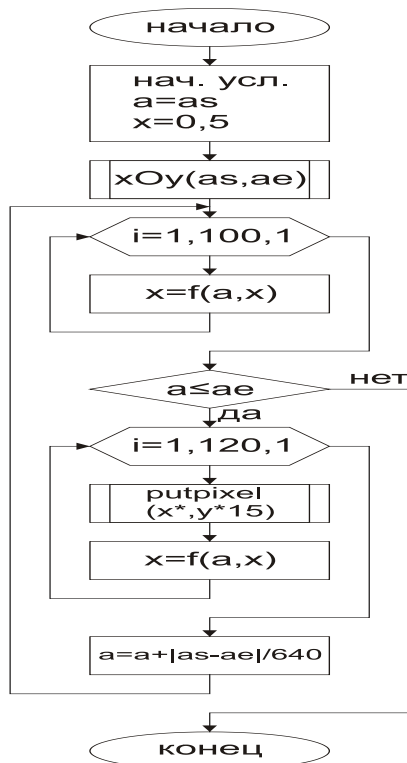 начало
нач. усл.
a=as
x=0,5
xOy(as,ae)
i=1,100,1
x=f(a,x)
a≤ae
нет
да
i=1,120,1
putpixel
(x*,y*15)
x=f(a,x)
a=a+|as-ae|/640
конец